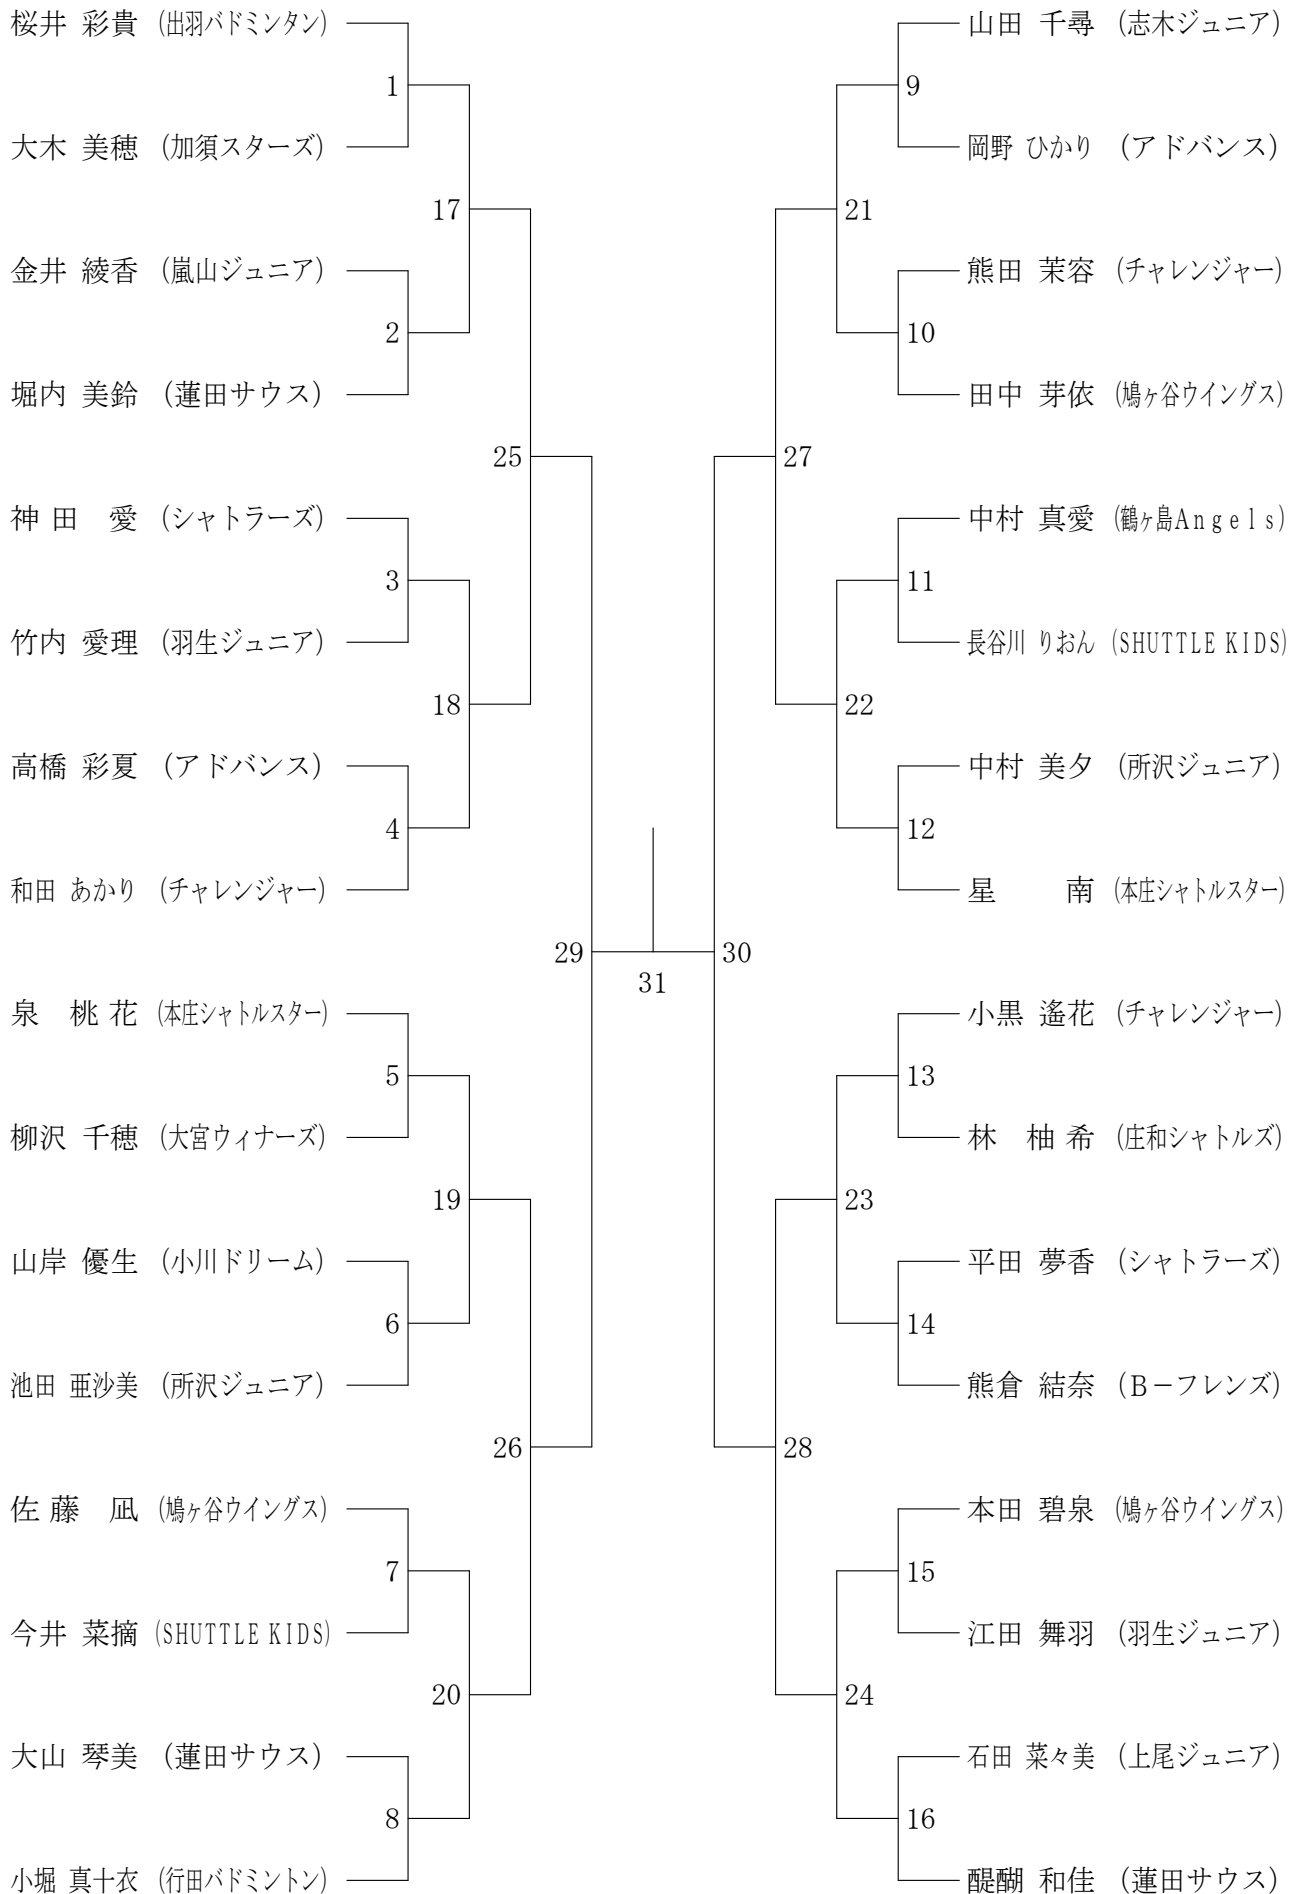 桜井 彩貴 (出羽バドミンタン)
1
大木 美穂 (加須スターズ)
17
金井 綾香 (嵐山ジュニア)
2
堀内 美鈴 (蓮田サウス)
25
神田 愛 (シャトラーズ)
3
竹内 愛理 (羽生ジュニア)
18
高橋 彩夏 (アドバンス)
4
和田 あかり (チャレンジャー)
29
泉 桃花 (本庄シャトルスター)
5
柳沢 千穂 (大宮ウィナーズ)
19
山岸 優生 (小川ドリーム)
6
池田 亜沙美 (所沢ジュニア)
26
佐藤 凪 (鳩ヶ谷ウイングス)
7
今井 菜摘 (SHUTTLE KIDS)
20
大山 琴美 (蓮田サウス)
8
小堀 真十衣 (行田バドミントン)
31
山田 千尋 (志木ジュニア)
9
岡野 ひかり (アドバンス)
21
熊田 茉容 (チャレンジャー)
10
田中 芽依 (鳩ヶ谷ウイングス)
27
中村 真愛 (鶴ヶ島Angels)
11
長谷川 りおん (SHUTTLE KIDS)
22
中村 美夕 (所沢ジュニア)
12
星 南 (本庄シャトルスター)
30
小黒 遙花 (チャレンジャー)
13
林 柚希 (庄和シャトルズ)
23
平田 夢香 (シャトラーズ)
14
熊倉 結奈 (B－フレンズ)
28
本田 碧泉 (鳩ヶ谷ウイングス)
15
江田 舞羽 (羽生ジュニア)
24
石田 菜々美 (上尾ジュニア)
16
醍醐 和佳 (蓮田サウス)